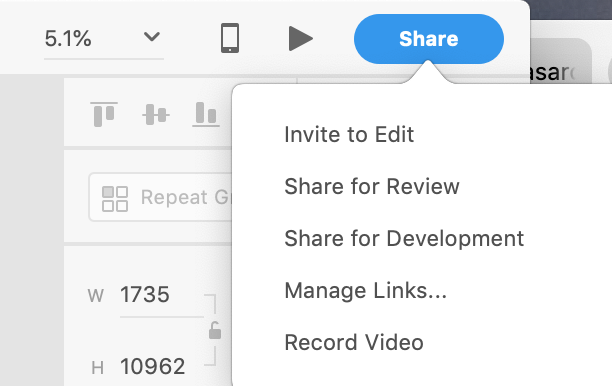 5.1%
Share
Invite to Edit
Share for Review
Share for Development
Manage Links...
Record Video
Repeat
W 1735
H 10962